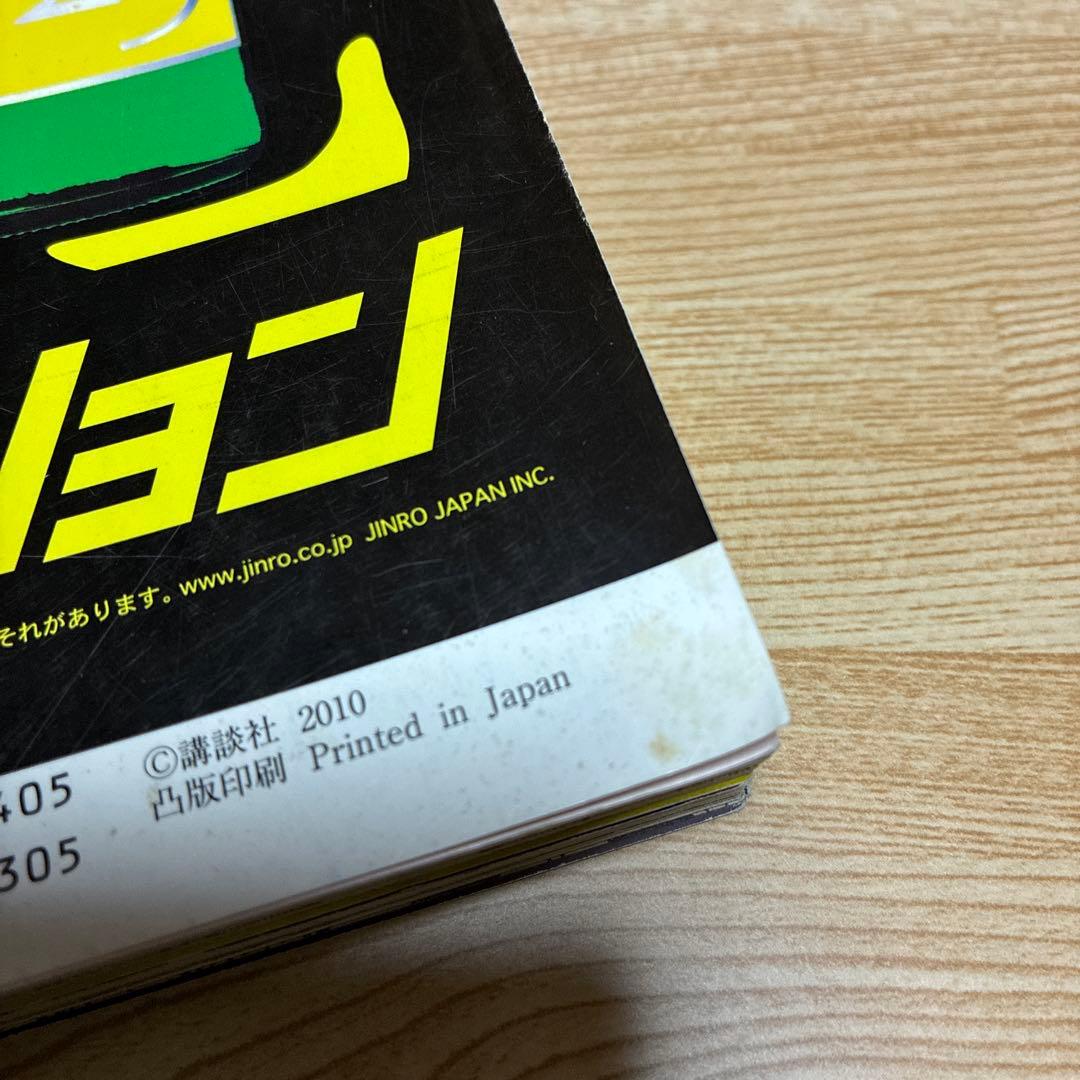 ョン
それがあります。www.jinro.co.jp JINRO JAPAN INC.
©講談社 2010
405 凸版印刷 Printed in Japan
305